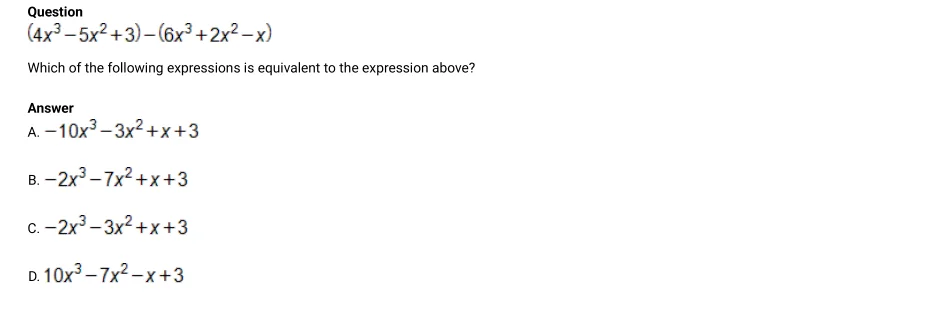 Question
(4x³−5x²+3)−(6x³+2x²−x)
Which of the following expressions is equivalent to the expression above?
Answer
A. −10x³−3x²+x+3
B. −2x³−7x²+x+3
C. −2x³−3x²+x+3
D. 10x³−7x²−x+3